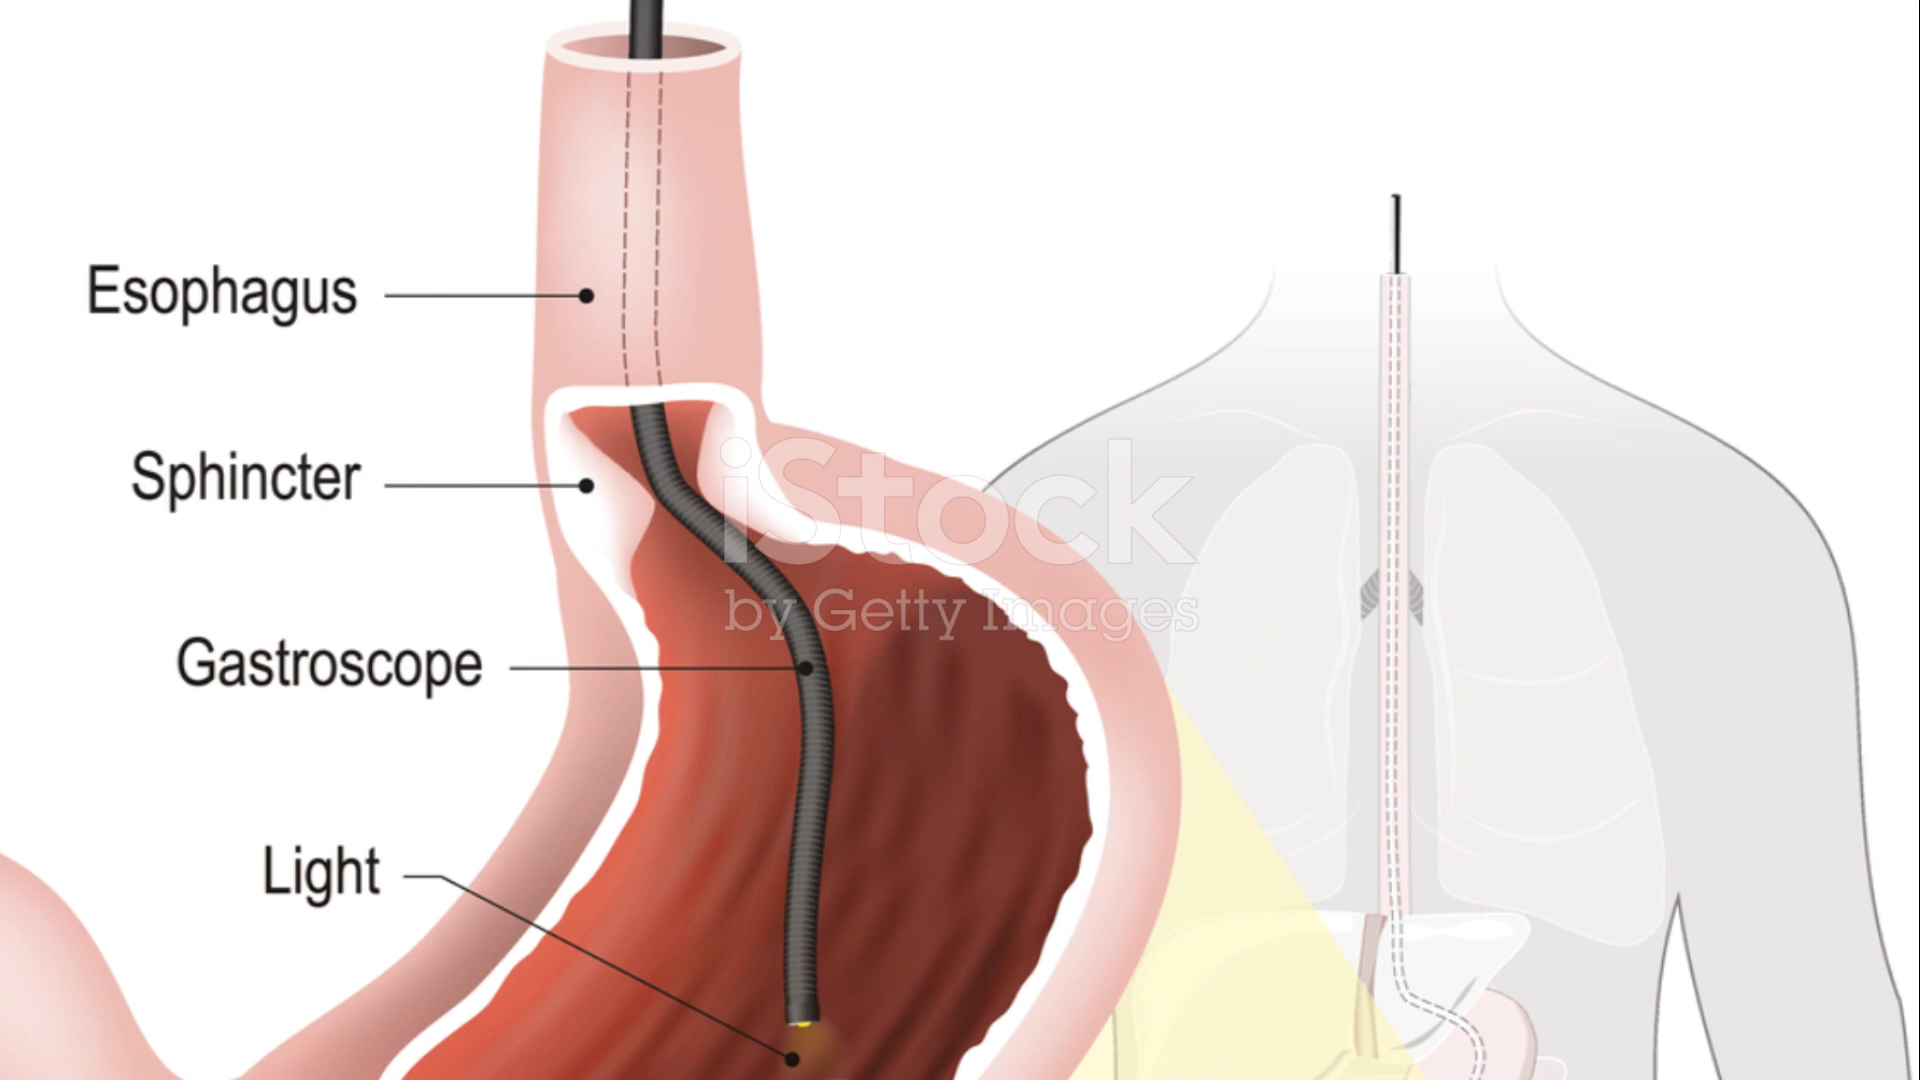 Esophagus
Sphincter
iStock
by Getty Images
Gastroscope
Light